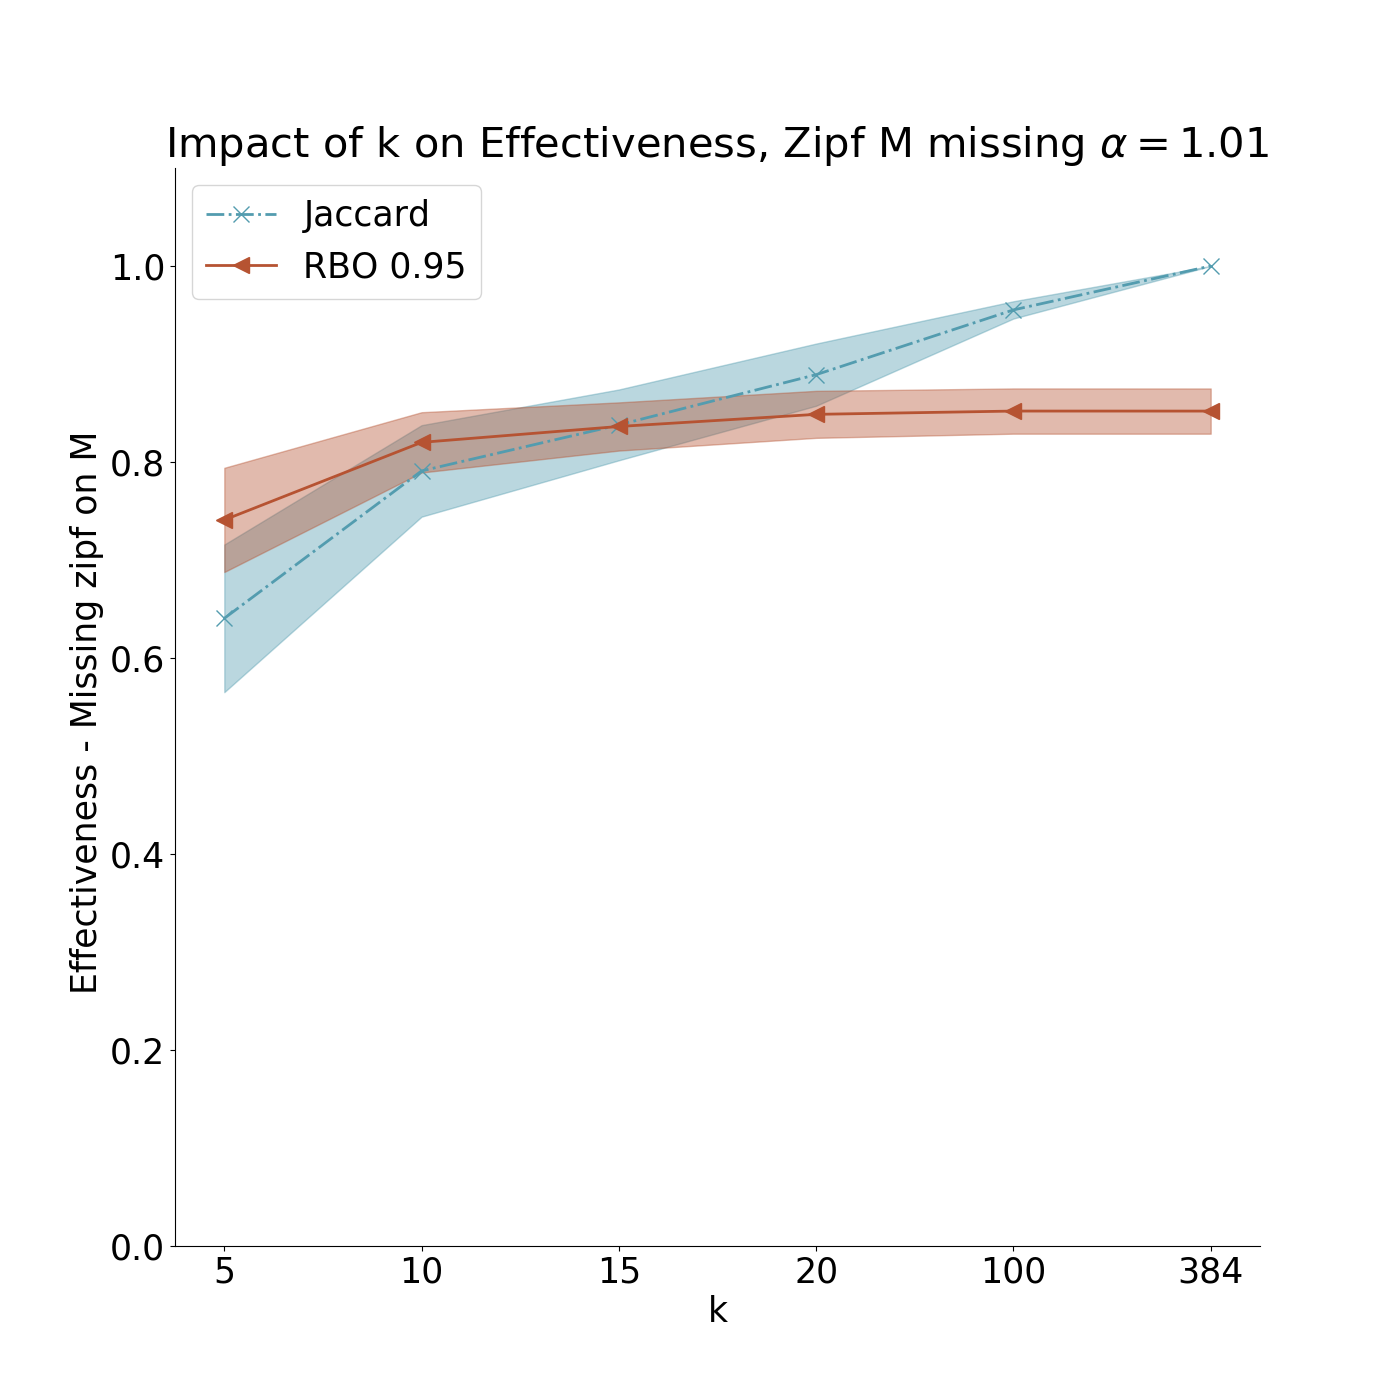 Impact of k on Effectiveness, Zipf M missing α = 1.01
Jaccard
RBO 0.95
Effectiveness - Missing zipf on M
1.0
0.8
0.6
0.4
0.2
0.0
5 10 15 20 100 384
k